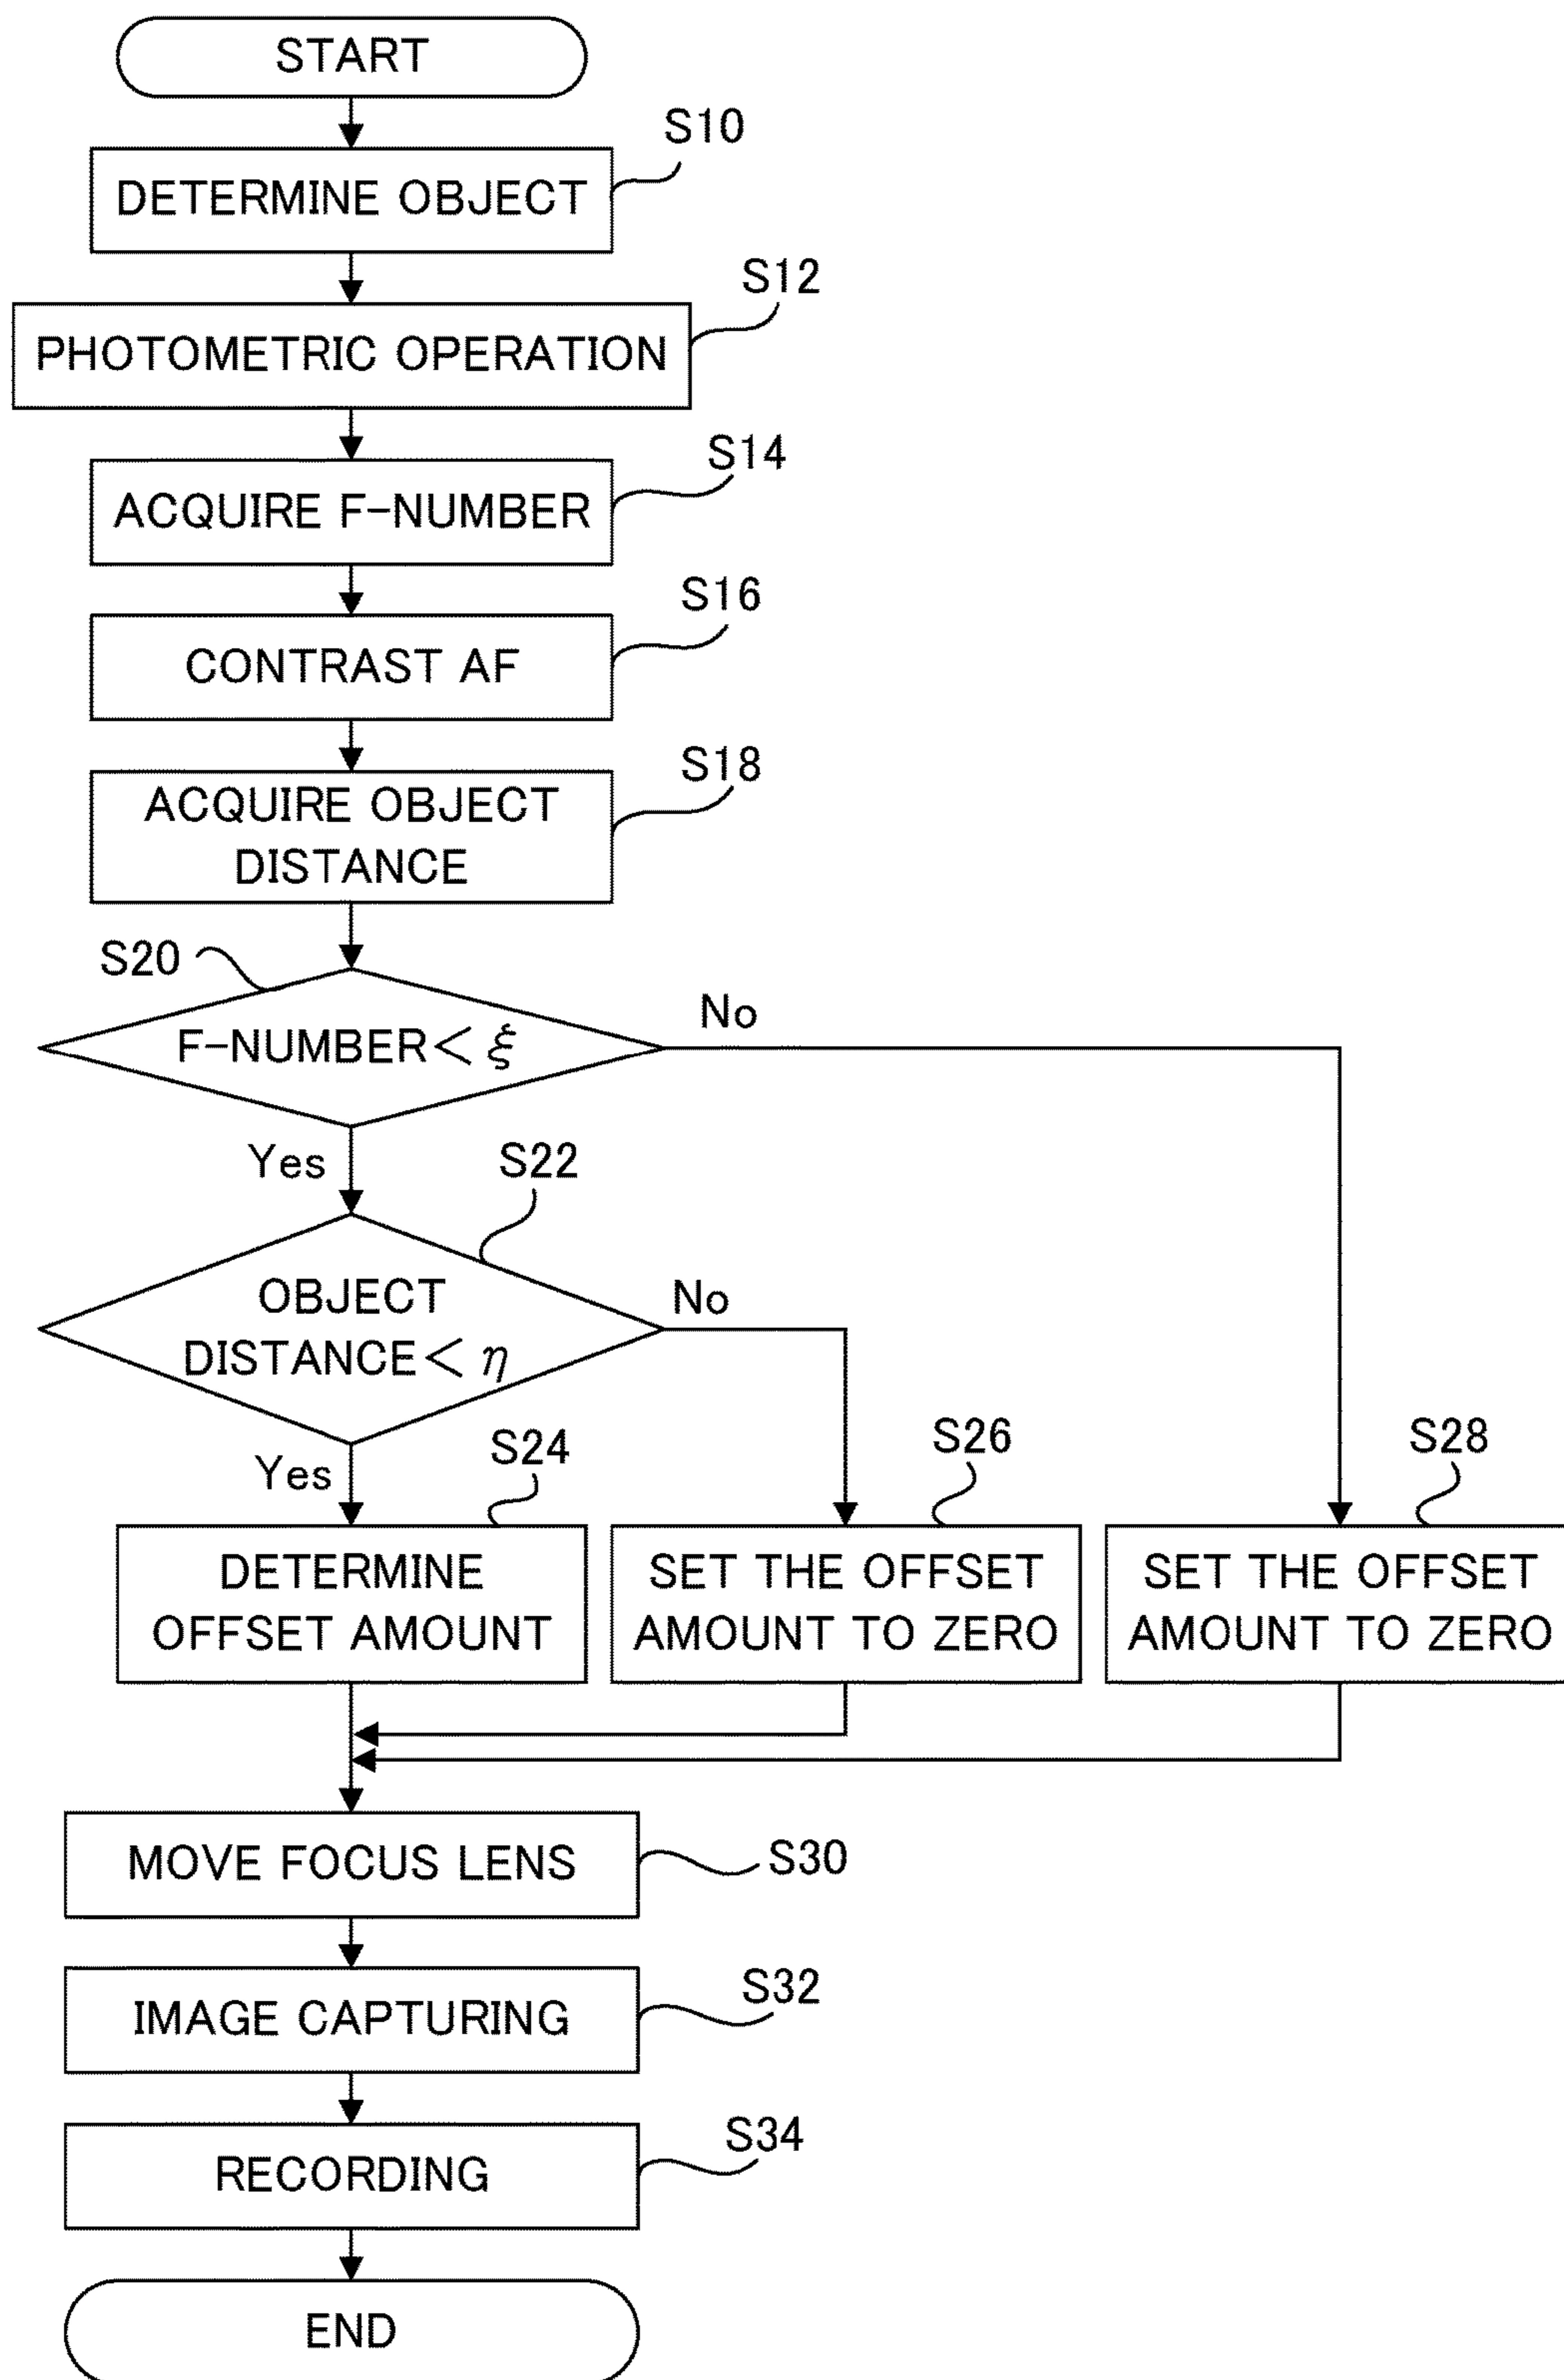 START
S10
DETERMINE OBJECT
S12
PHOTOMETRIC OPERATION
S14
ACQUIRE F-NUMBER
S16
CONTRAST AF
S18
ACQUIRE OBJECT
DISTANCE
S20
F-NUMBER< ξ
No
Yes
S22
OBJECT
DISTANCE< η
No
Yes
S24
DETERMINE
OFFSET AMOUNT
S26
SET THE OFFSET
AMOUNT TO ZERO
S28
SET THE OFFSET
AMOUNT TO ZERO
MOVE FOCUS LENS
S30
IMAGE CAPTURING
S32
RECORDING
S34
END